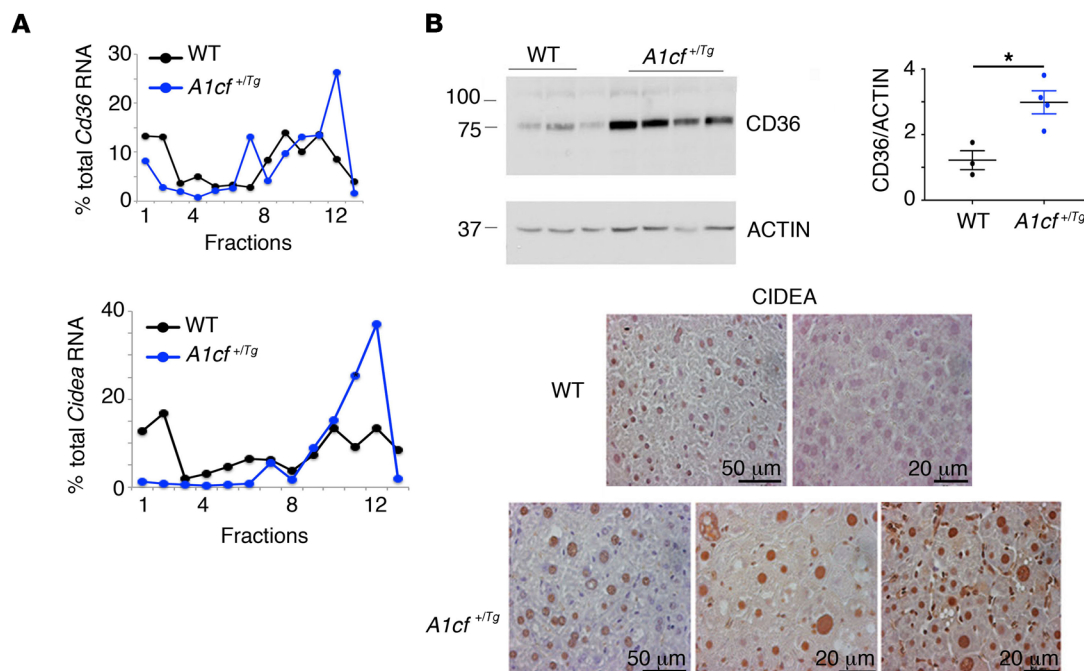 A
30
20
10
0
% total Cd36 RNA
WT
A1cf +/Tg
1
4
8
12
Fractions
40
20
0
% total Cidea RNA
WT
A1cf +/Tg
1
4
8
12
Fractions
B
WT
A1cf +/Tg
100
75
CD36
37
ACTIN
CD36/ACTIN
4
2
0
*
WT
A1cf +/Tg
CIDEA
WT
50 μm
20 μm
A1cf +/Tg
50 μm
20 μm
20 μm